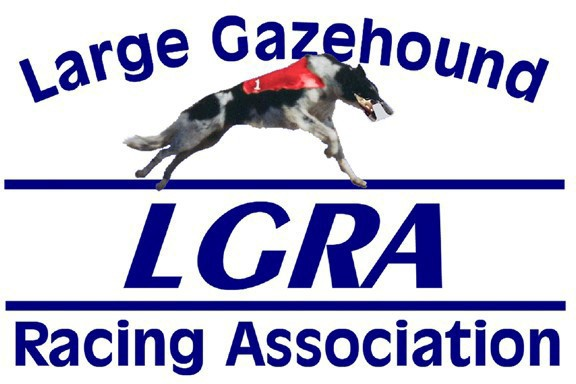 Large Gazehound
1
LGRA
Racing Association